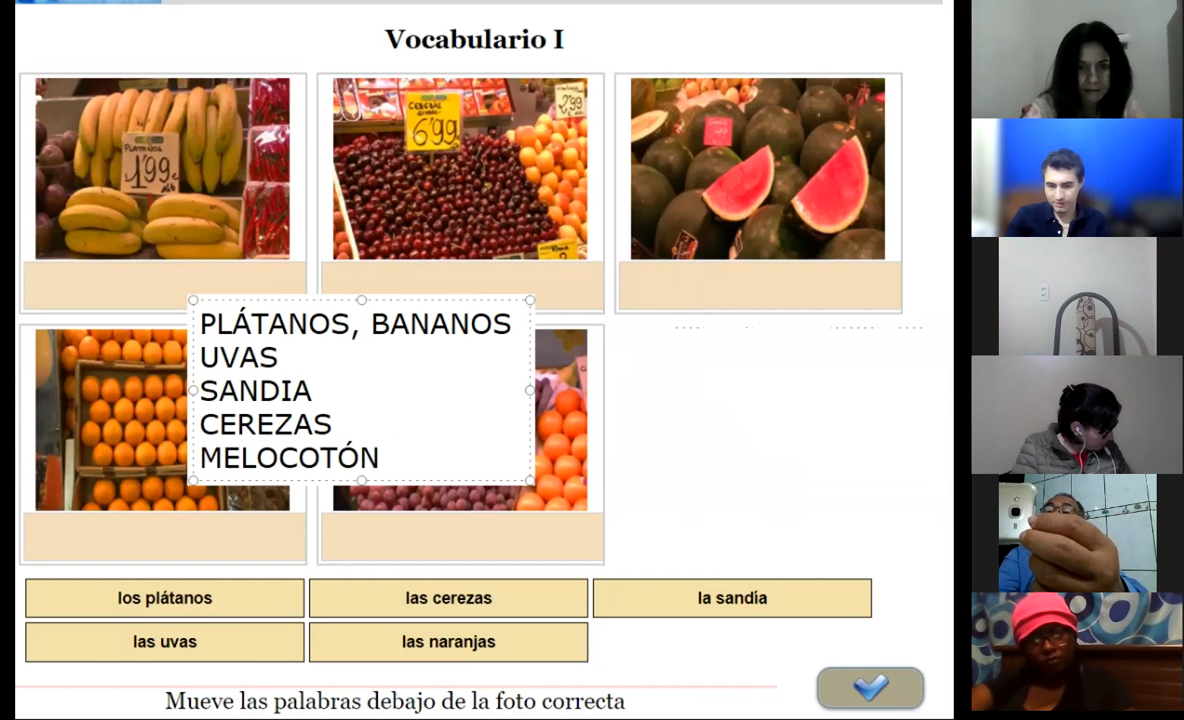 Vocabulario I
PLATANOS
1'99
CEREZAS
6'99
2'99
PLÁTANOS, BANANOS
UVAS
SANDIA
CEREZAS
MELOCOTÓN
los plátanos
las cerezas
la sandía
las uvas
las naranjas
Mueve las palabras debajo de la foto correcta